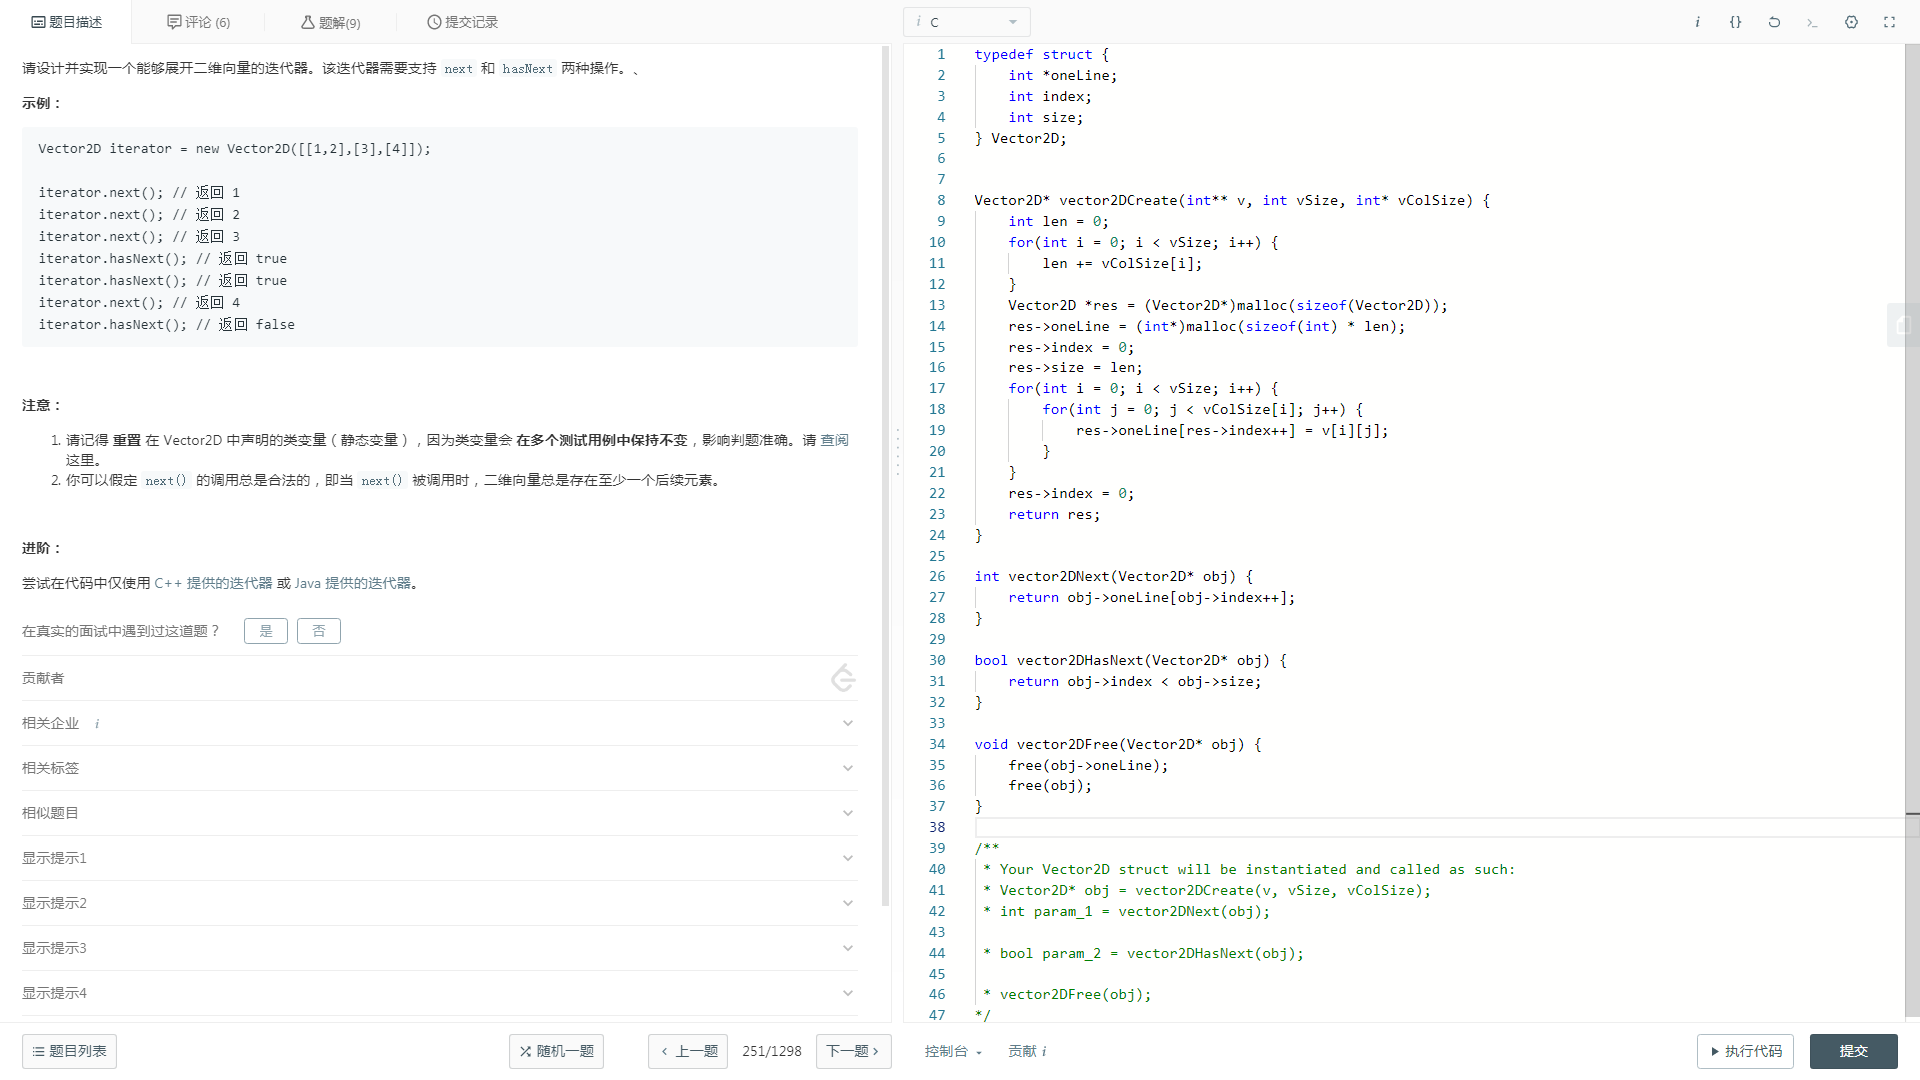 题目描述
评论 (6)
题解(9)
提交记录
请设计并实现一个能够展开二维向量的迭代器。该迭代器需要支持 next 和 hasNext 两种操作。、
示例：
Vector2D iterator = new Vector2D([[1,2],[3],[4]]);
iterator.next(); // 返回 1
iterator.next(); // 返回 2
iterator.next(); // 返回 3
iterator.hasNext(); // 返回 true
iterator.hasNext(); // 返回 true
iterator.next(); // 返回 4
iterator.hasNext(); // 返回 false
注意：
1. 请记得 重置 在 Vector2D 中声明的类变量（静态变量），因为类变量会 在多个测试用例中保持不变，影响判题准确。请 查阅
这里。
2. 你可以假定 next() 的调用总是合法的，即当 next() 被调用时，二维向量总是存在至少一个后续元素。
进阶：
尝试在代码中仅使用 C++ 提供的迭代器 或 Java 提供的迭代器。
在真实的面试中遇到过这道题？ 是 否
贡献者
相关企业 i
相关标签
相似题目
显示提示1
显示提示2
显示提示3
显示提示4
题目列表
随机一题
上一题
251/1298
下一题
i C
i {}
1 typedef struct {
2 int *oneLine;
3 int index;
4 int size;
5 } Vector2D;
6
7
8 Vector2D* vector2DCreate(int** v, int vSize, int* vColSize) {
9 int len = 0;
10 for(int i = 0; i < vSize; i++) {
11 len += vColSize[i];
12 }
13 Vector2D *res = (Vector2D*)malloc(sizeof(Vector2D));
14 res->oneLine = (int*)malloc(sizeof(int) * len);
15 res->index = 0;
16 res->size = len;
17 for(int i = 0; i < vSize; i++) {
18 for(int j = 0; j < vColSize[i]; j++) {
19 res->oneLine[res->index++] = v[i][j];
20 }
21 }
22 res->index = 0;
23 return res;
24 }
25
26 int vector2DNext(Vector2D* obj) {
27 return obj->oneLine[obj->index++];
28 }
29
30 bool vector2DHasNext(Vector2D* obj) {
31 return obj->index < obj->size;
32 }
33
34 void vector2DFree(Vector2D* obj) {
35 free(obj->oneLine);
36 free(obj);
37 }
38
39 /**
40 * Your Vector2D struct will be instantiated and called as such:
41 * Vector2D* obj = vector2DCreate(v, vSize, vColSize);
42 * int param_1 = vector2DNext(obj);
43
44 * bool param_2 = vector2DHasNext(obj);
45
46 * vector2DFree(obj);
47 */
控制台
贡献 i
执行代码
提交